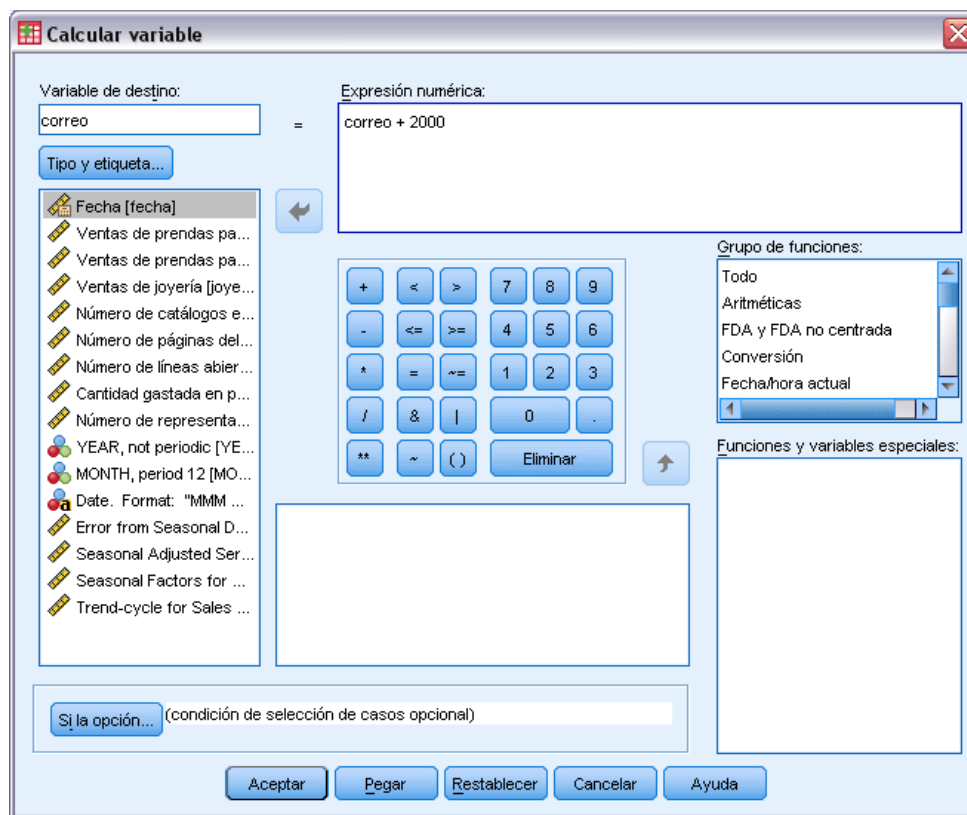 Calcular variable
Variable de destino:
correo
=
Expresión numérica:
correo + 2000
Tipo y etiqueta...
Fecha [fecha]
Ventas de prendas pa...
Ventas de prendas pa...
Ventas de joyería [joye...
Número de catálogos e...
Número de páginas del...
Número de líneas abier...
Cantidad gastada en p...
Número de representa...
YEAR, not periodic [YE...
MONTH, period 12 [MO...
Date. Format: "MMM ...
Error from Seasonal D...
Seasonal Adjusted Ser...
Seasonal Factors for ...
Trend-cycle for Sales ...
+ < > 7 8 9
- <= >= 4 5 6
* = ~= 1 2 3
/ & | 0 .
** ~ ( ) Eliminar
Grupo de funciones:
Todo
Aritméticas
FDA y FDA no centrada
Conversión
Fecha/hora actual
Funciones y variables especiales:
Si la opción... (condición de selección de casos opcional)
Aceptar Pegar Restablecer Cancelar Ayuda